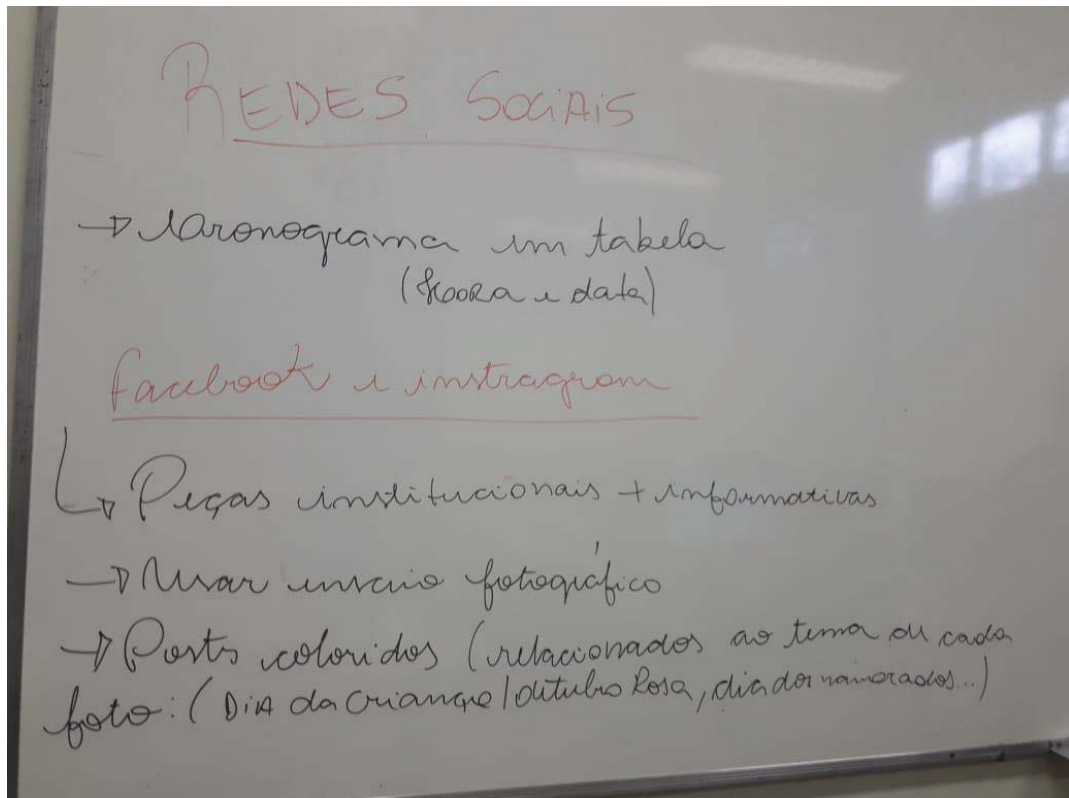 REDES SOCIAIS
→ Cronograma em tabela
(Hora e data)
facebook e instragram
↳ Peças institucionais + informativas
→ Usar ensaio fotográfico
→ Posts coloridos (relacionados ao tema de cada
foto: (DIA da criança/outubro Rosa, dia dos namorados...)